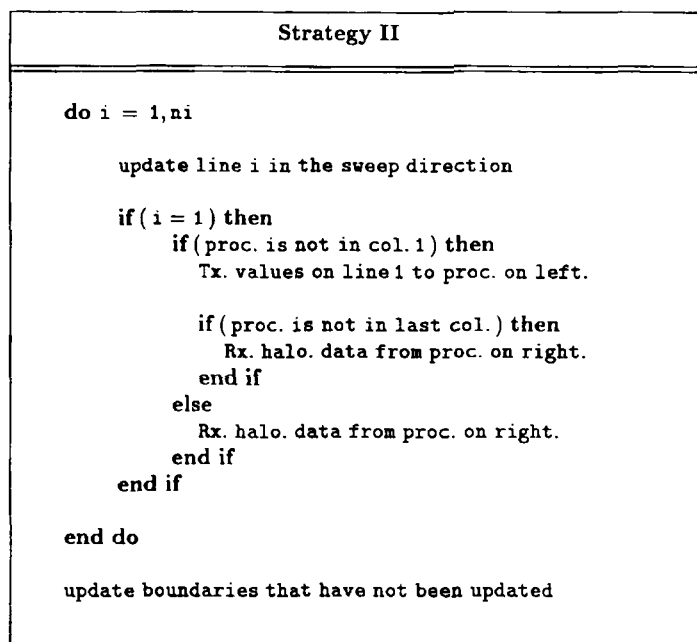 Strategy II
do i = 1,ni
update line i in the sweep direction
if ( i = 1 ) then
if ( proc. is not in col. 1 ) then
Tx. values on line 1 to proc. on left.
if ( proc. is not in last col. ) then
Rx. halo. data from proc. on right.
end if
else
Rx. halo. data from proc. on right.
end if
end if
end do
update boundaries that have not been updated